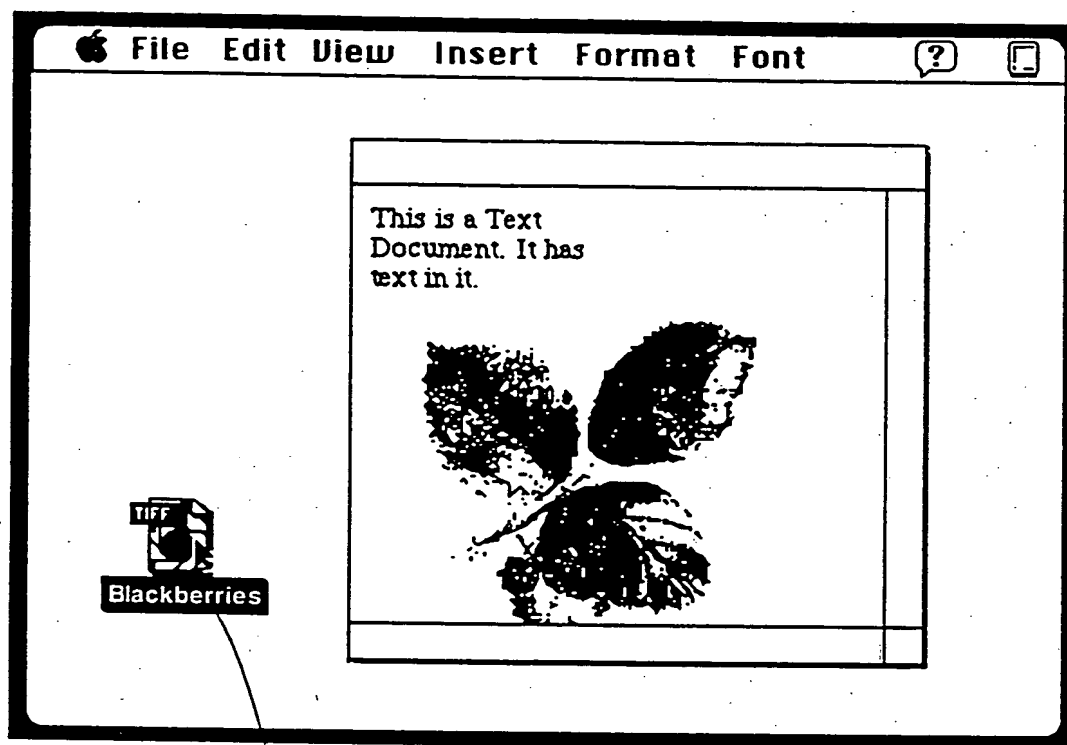 File Edit View Insert Format Font ?
This is a Text
Document. It has
text in it.
TIFF
Blackberries